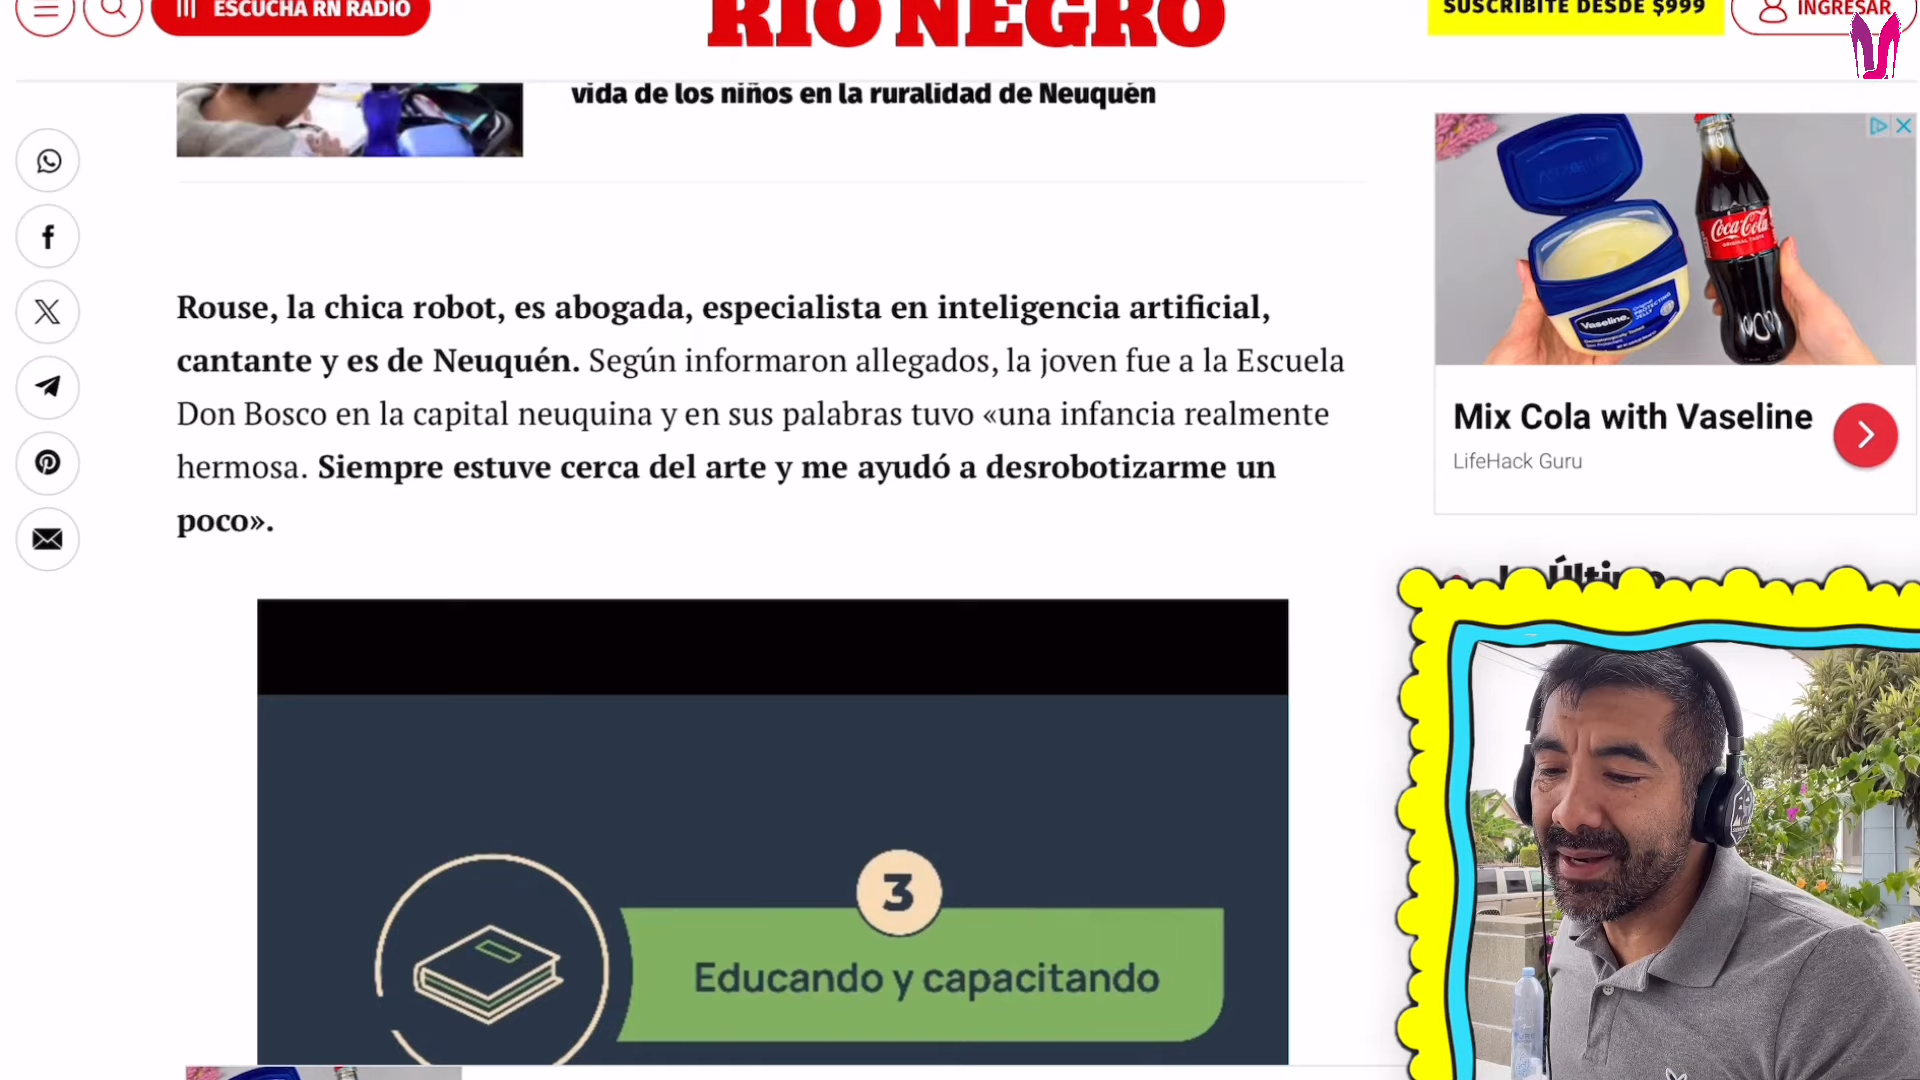 ESCUCHA RN RADIO
RIO NEGRO
SUSCRIBITE DESDE $999
INGRESAR
vida de los niños en la ruralidad de Neuquén
Rouse, la chica robot, es abogada, especialista en inteligencia artificial,
cantante y es de Neuquén. Según informaron allegados, la joven fue a la Escuela
Don Bosco en la capital neuquina y en sus palabras tuvo «una infancia realmente
hermosa. Siempre estuve cerca del arte y me ayudó a desrobotizarme un
poco».
3
Educando y capacitando
Vaseline
Coca-Cola
Mix Cola with Vaseline
LifeHack Guru